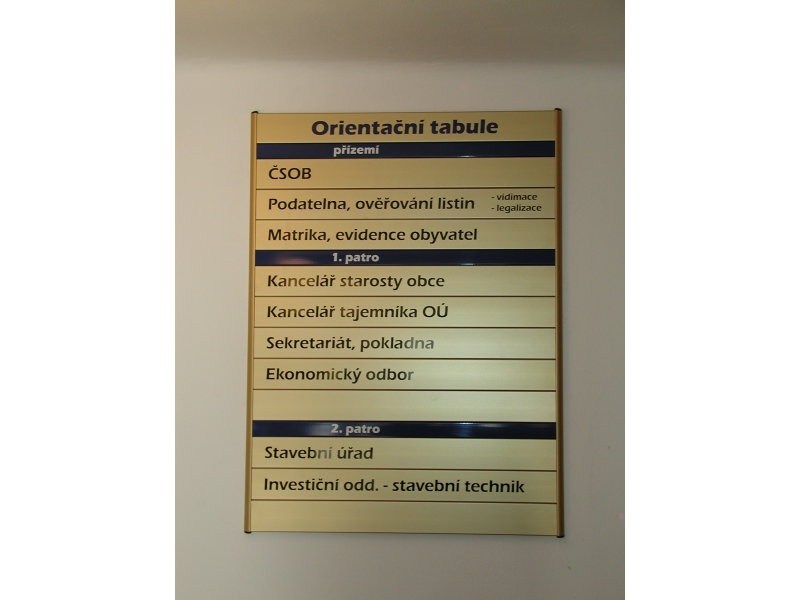 Orientační tabule
přízemí
ČSOB
Podatelna, ověřování listin
- vidimace
- legalizace
Matrika, evidence obyvatel
1. patro
Kancelář starosty obce
Kancelář tajemníka OÚ
Sekretariát, pokladna
Ekonomický odbor
2. patro
Stavební úřad
Investiční odd. - stavební technik